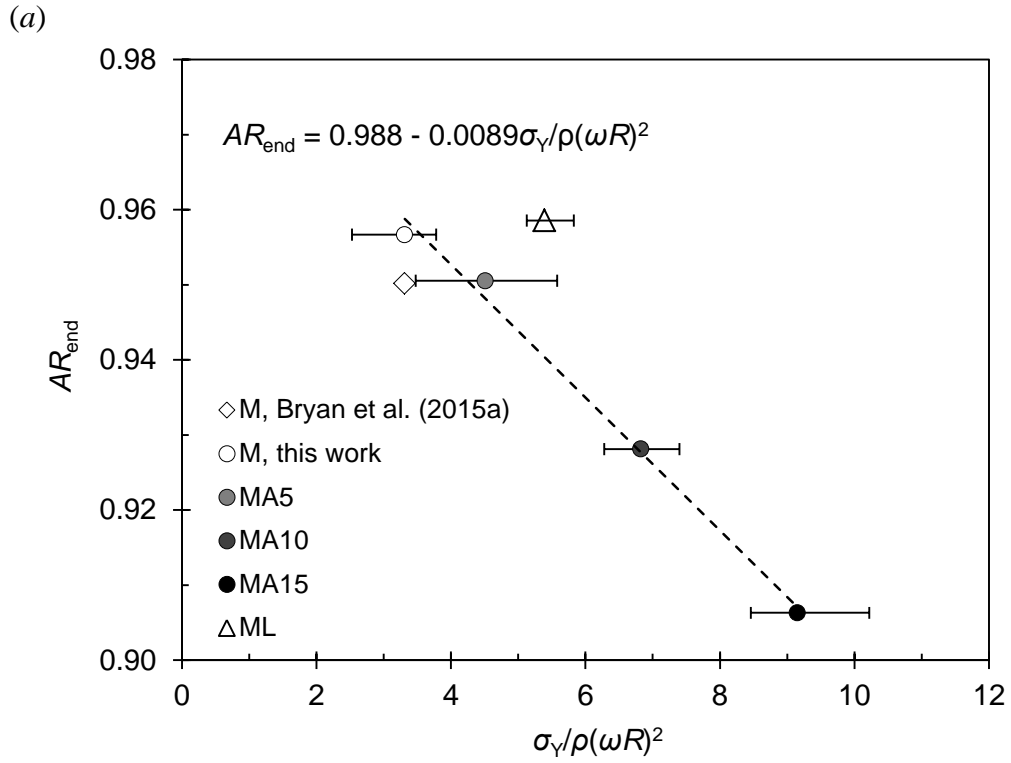 (a)
0.98
AR_end = 0.988 - 0.0089σ_Y/ρ(ωR)²
0.96
0.94
AR_end
◇ M, Bryan et al. (2015a)
○ M, this work
MA5
0.92
MA10
MA15
△ ML
0.90
0 2 4 6 8 10 12
σ_Y/ρ(ωR)²